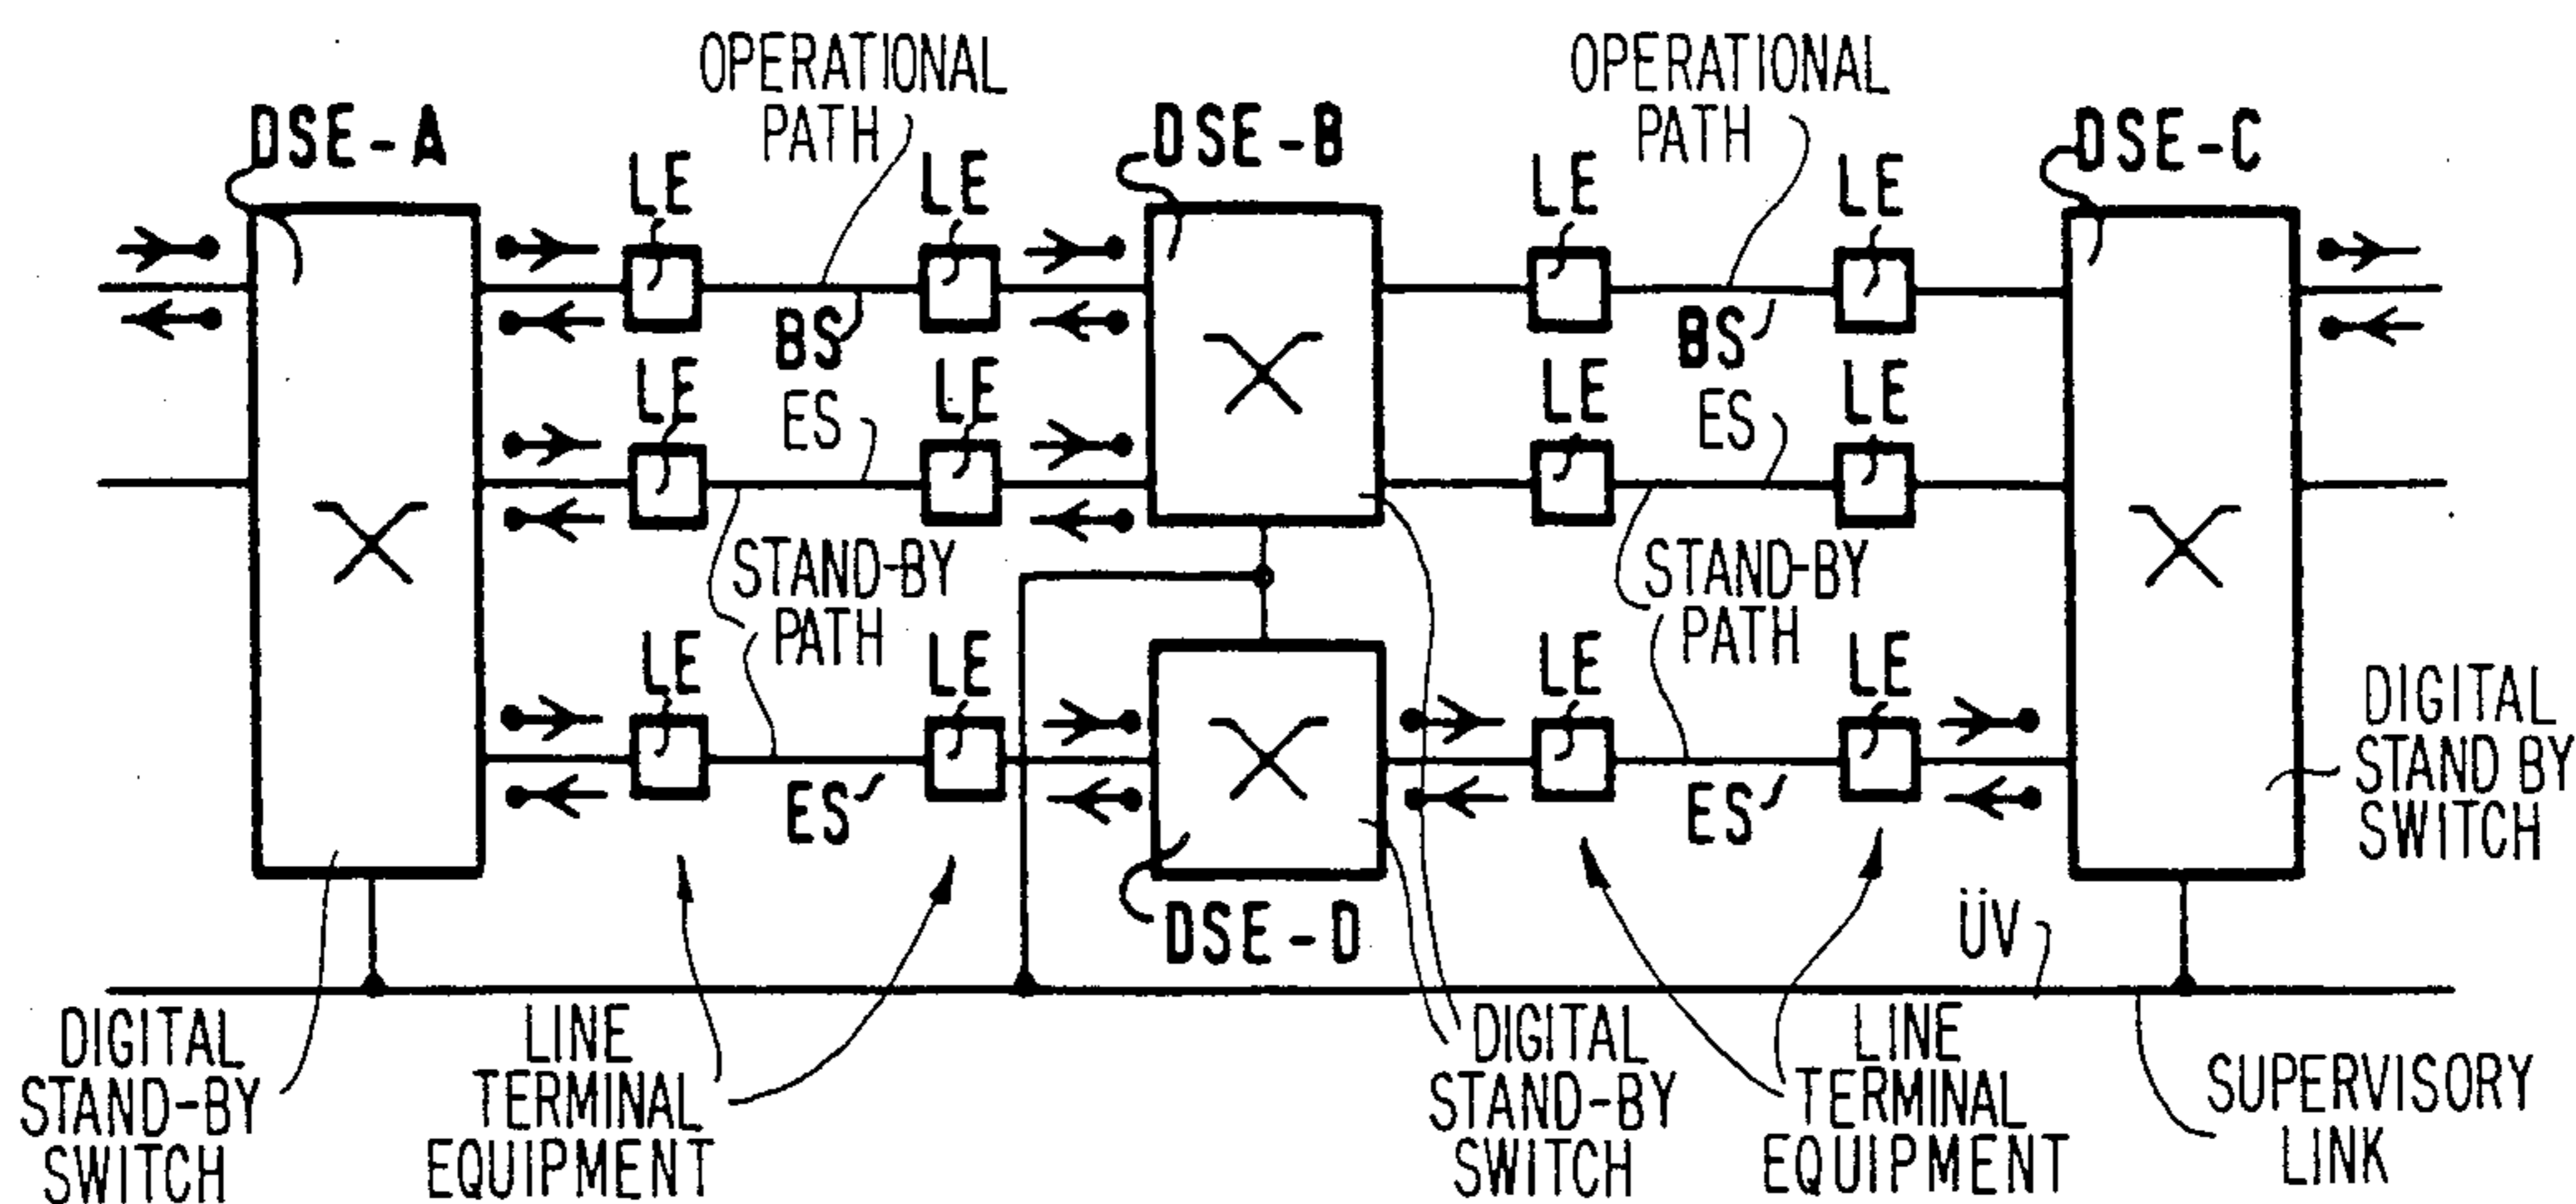 OPERATIONAL
PATH
OPERATIONAL
PATH
DSE-A
DSE-B
DSE-C
LE
LE
LE
LE
BS
BS
LE
LE
LE
LE
ES
ES
STAND-BY
PATH
STAND-BY
PATH
LE
LE
LE
LE
ES
ES
DIGITAL
STAND BY
SWITCH
DSE-D
ÜV
DIGITAL
STAND-BY
SWITCH
LINE
TERMINAL
EQUIPMENT
DIGITAL
STAND-BY
SWITCH
LINE
TERMINAL
EQUIPMENT
SUPERVISORY
LINK